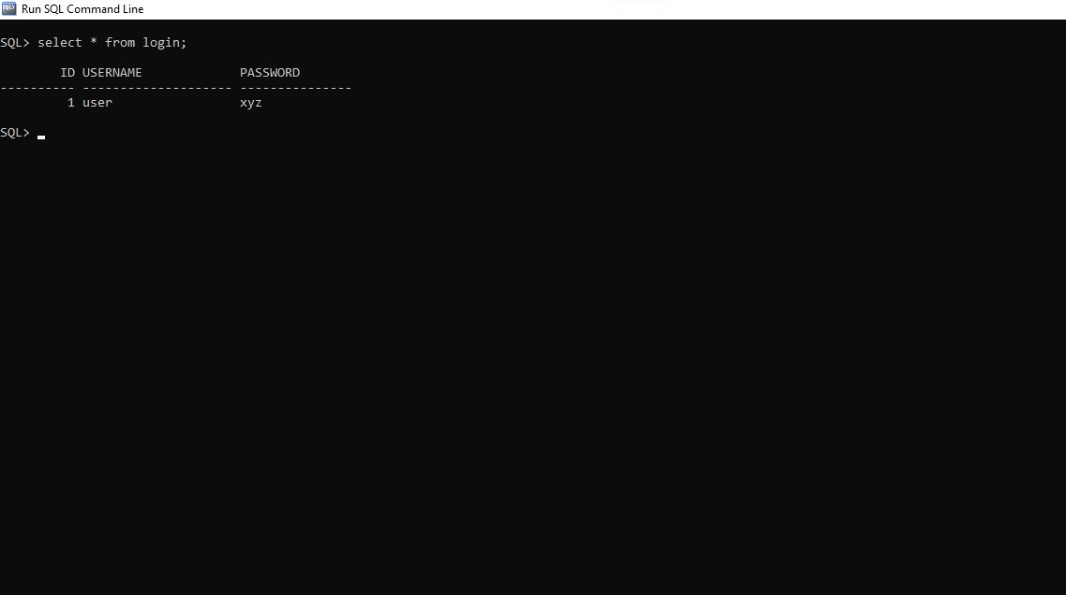 Run SQL Command Line
SQL> select * from login;
ID USERNAME PASSWORD
---------- -------------------- ---------------
1 user xyz
SQL>